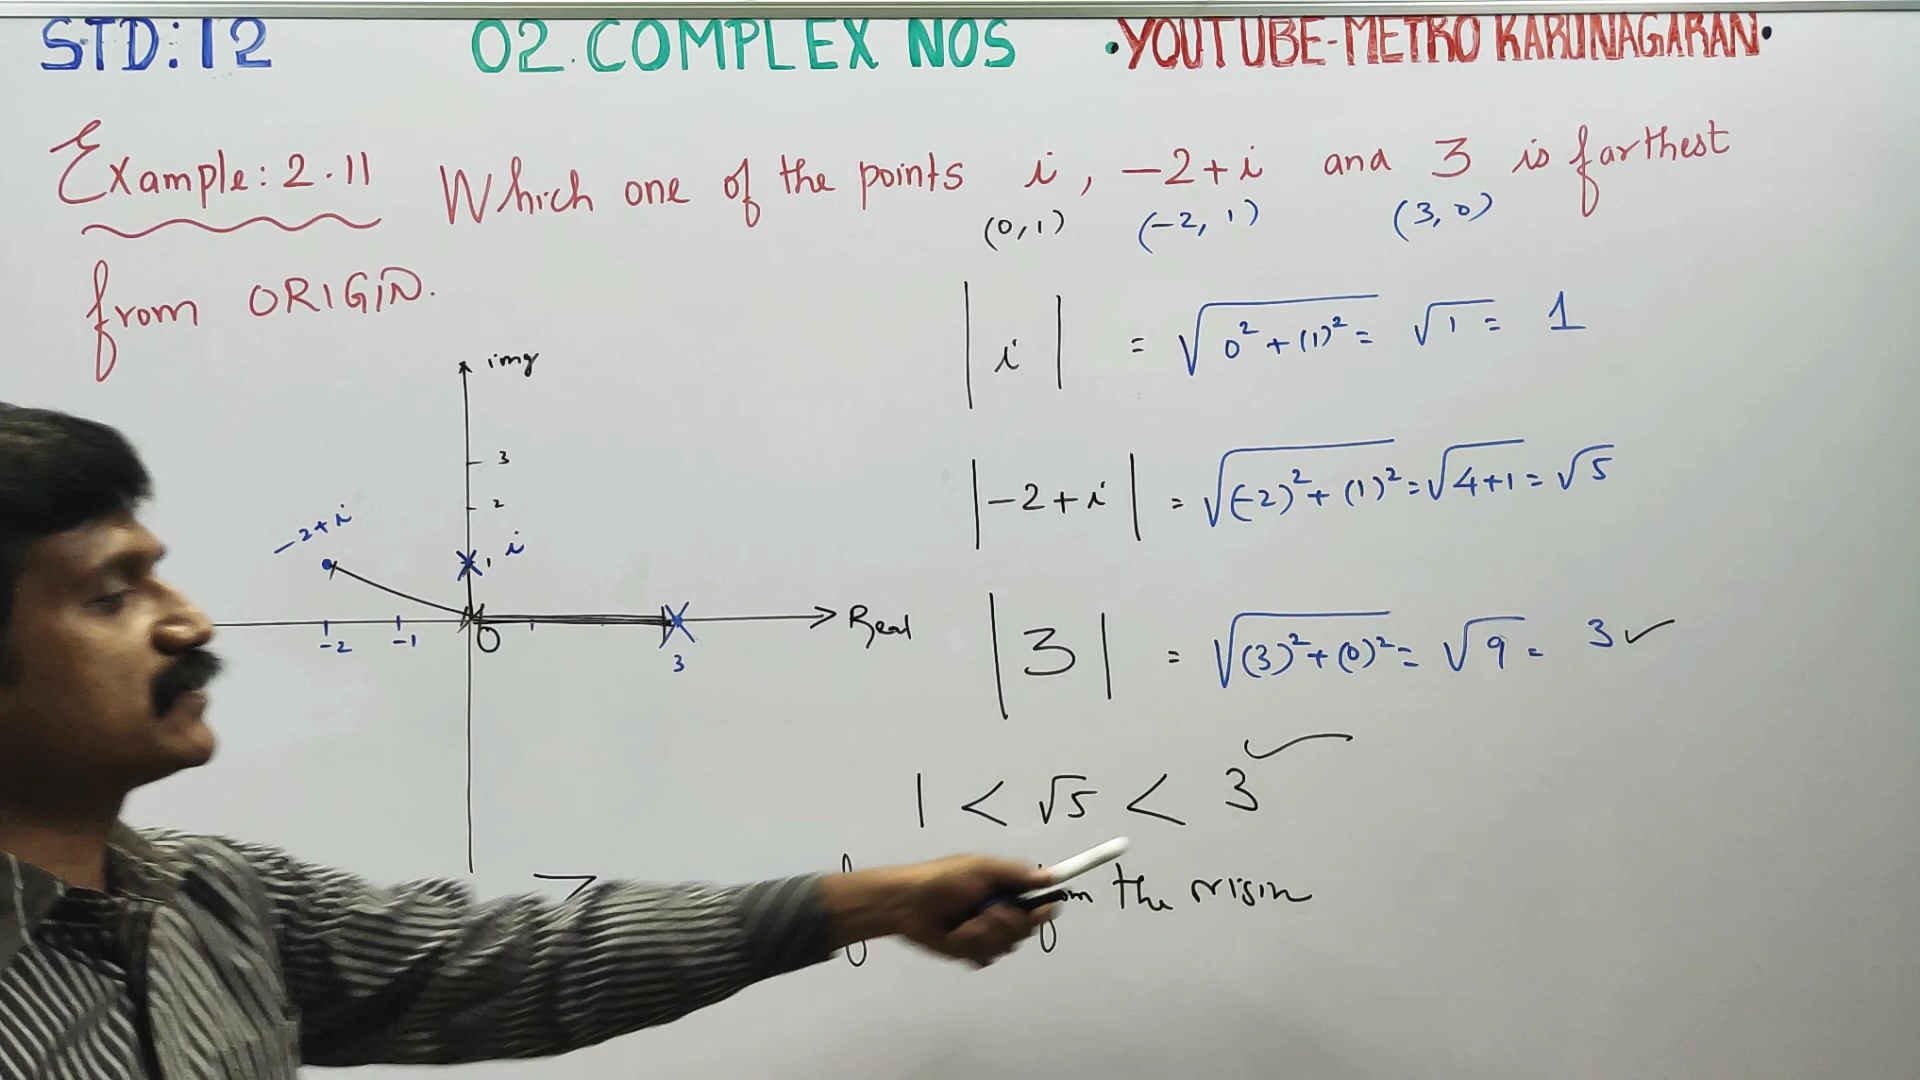 STD:12 02.COMPLEX NOS •YOUTUBE-METRO KARUNAGARAN•
Example: 2.11 Which one of the points i, -2+i and 3 is farthest
(0,1) (-2, 1) (3, 0)
from ORIGIN.
|i| = √(0² + (1)²) = √1 = 1
img
3
2
1 i
-2+i
|-2+i| = √((-2)² + (1)²) = √(4+1) = √5
-2 -1 0 3 Real
|3| = √((3)² + (0)²) = √9 = 3 ✓
1 < √5 < 3 ✓
the origin